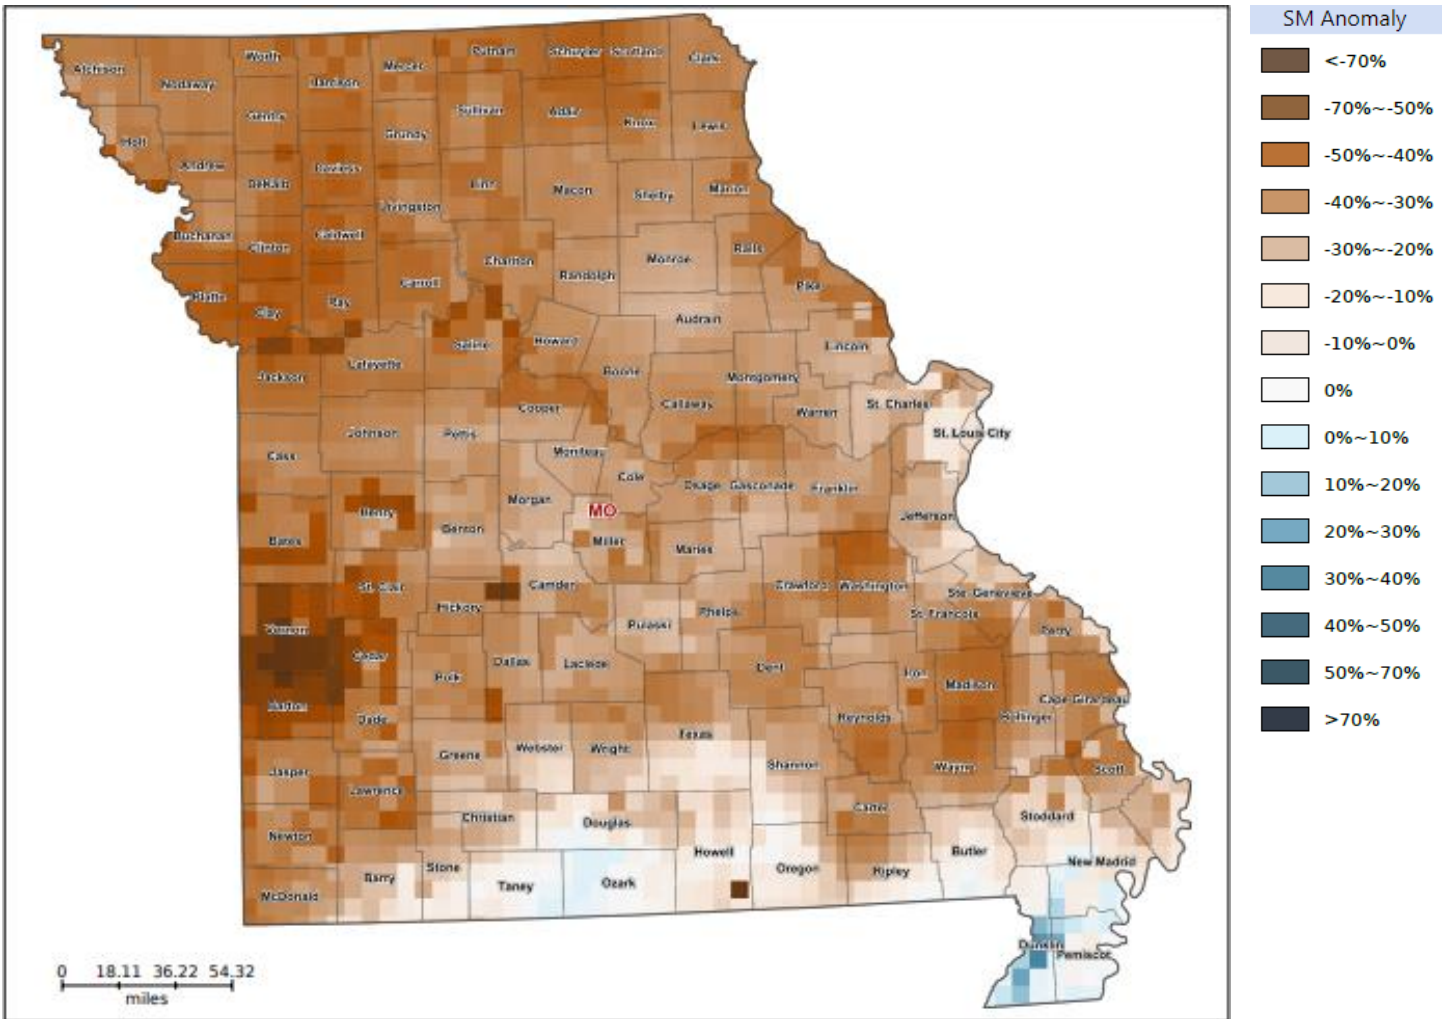 SM Anomaly
<-70%
-70%~-50%
-50%~-40%
-40%~-30%
-30%~-20%
-20%~-10%
-10%~0%
0%
0%~10%
10%~20%
20%~30%
30%~40%
40%~50%
50%~70%
>70%
Atchison
Nodaway
Worth
Harrison
Mercer
Putnam
Schuyler
Scotland
Clark
Gentry
Sullivan
Adair
Knox
Lewis
Holt
Grundy
Andrew
DeKalb
Daviess
Linn
Macon
Shelby
Marion
Livingston
Buchanan
Clinton
Caldwell
Chariton
Randolph
Monroe
Ralls
Carroll
Pike
Platte
Clay
Ray
Audrain
Saline
Howard
Lincoln
Lafayette
Boone
Jackson
Montgomery
Cooper
Callaway
Warren
St. Charles
Johnson
Pettis
St. Louis City
Cass
Moniteau
Cole
Osage
Gasconade
Franklin
Morgan
Henry
MO
Jefferson
Benton
Bates
Miller
Maries
St. Clair
Camden
Crawford
Washington
Ste. Genevieve
Hickory
Pulaski
Phelps
St. Francois
Vernon
Perry
Cedar
Dallas
Laclede
Dent
Polk
Iron
Madison
Cape Girardeau
Barton
Dade
Reynolds
Bollinger
Texas
Greene
Webster
Wright
Shannon
Jasper
Wayne
Scott
Lawrence
Christian
Douglas
Carter
Stoddard
Newton
Howell
Butler
New Madrid
Stone
Barry
Taney
Ozark
Oregon
Ripley
McDonald
Dunklin
Pemiscot
0 18.11 36.22 54.32
miles